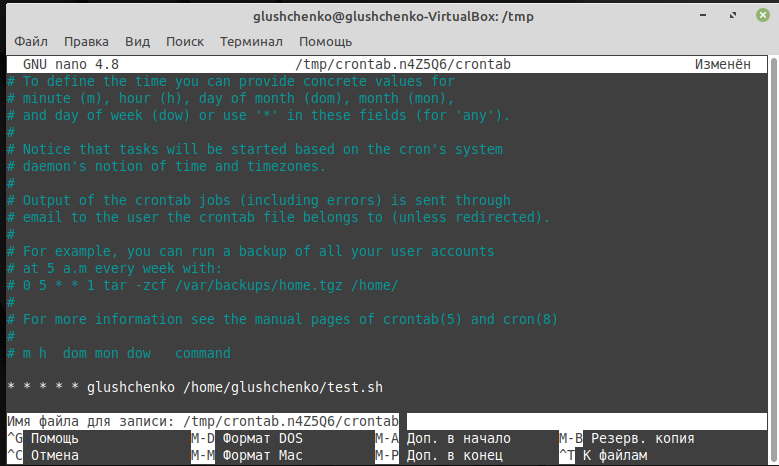 glushchenko@glushchenko-VirtualBox: /tmp
Файл Правка Вид Поиск Терминал Помощь
GNU nano 4.8 /tmp/crontab.n4Z5Q6/crontab Изменён
# To define the time you can provide concrete values for
# minute (m), hour (h), day of month (dom), month (mon),
# and day of week (dow) or use '*' in these fields (for 'any').
#
# Notice that tasks will be started based on the cron's system
# daemon's notion of time and timezones.
#
# Output of the crontab jobs (including errors) is sent through
# email to the user the crontab file belongs to (unless redirected).
#
# For example, you can run a backup of all your user accounts
# at 5 a.m every week with:
# 0 5 * * 1 tar -zcf /var/backups/home.tgz /home/
#
# For more information see the manual pages of crontab(5) and cron(8)
#
# m h  dom mon dow   command
* * * * * glushchenko /home/glushchenko/test.sh
Имя файла для записи: /tmp/crontab.n4Z5Q6/crontab
^G Помощь M-D Формат DOS M-A Доп. в начало M-B Резерв. копия
^C Отмена M-M Формат Mac M-P Доп. в конец ^T К файлам